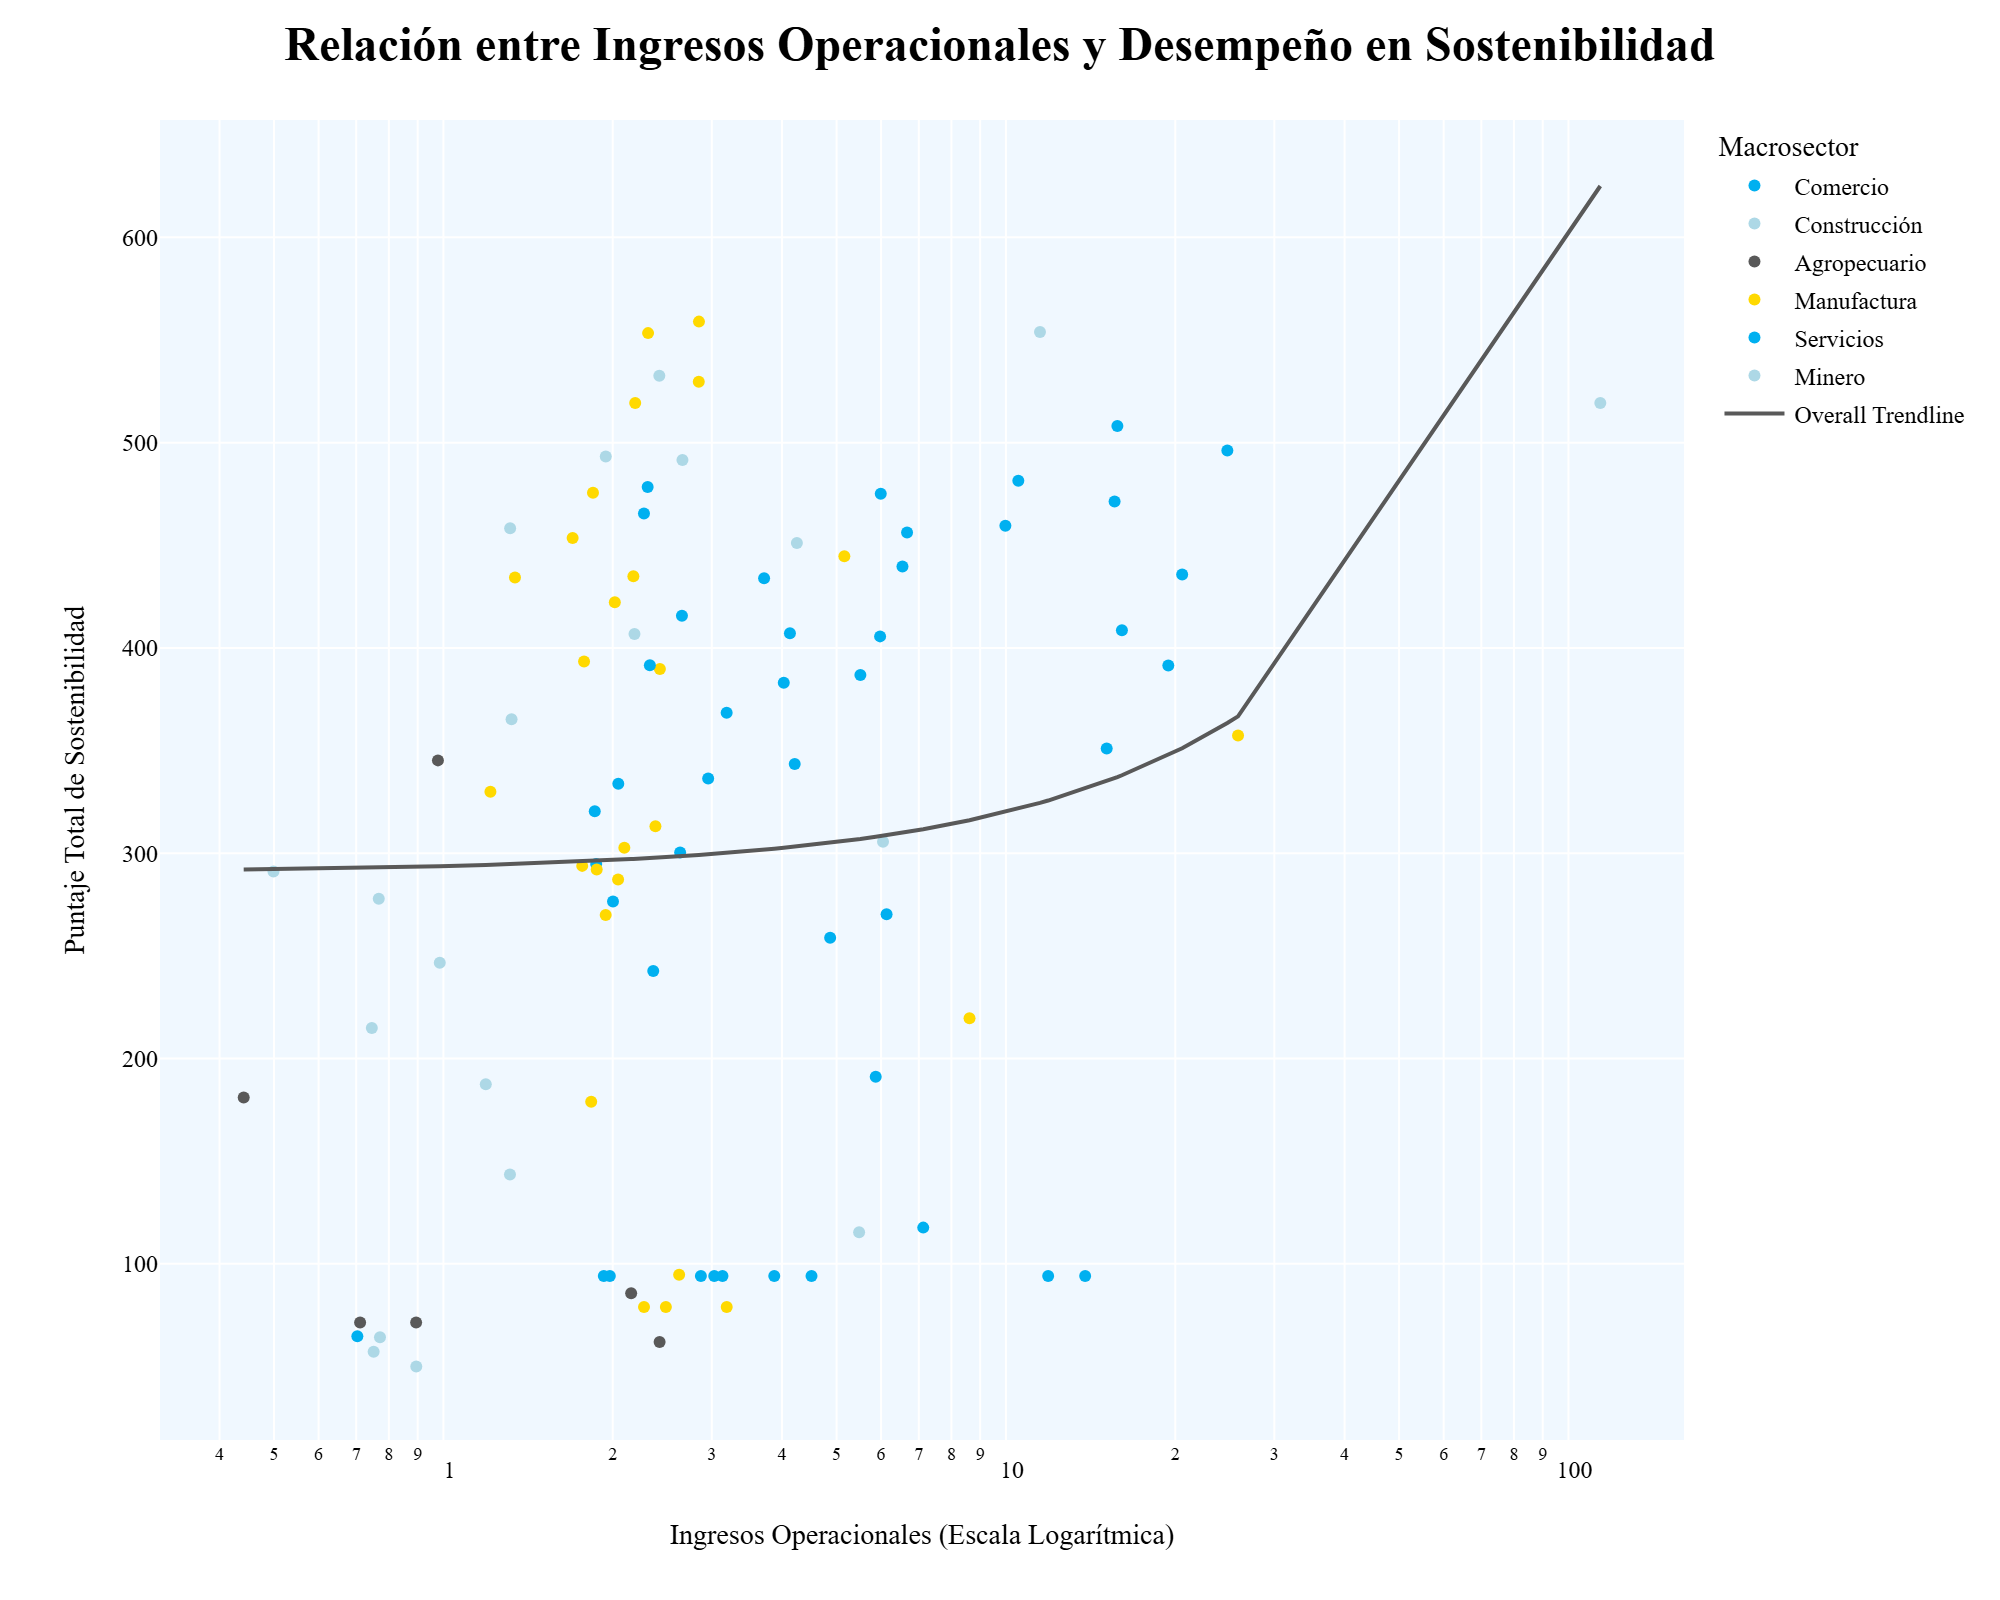 Relación entre Ingresos Operacionales y Desempeño en Sostenibilidad
Macrosector
Comercio
Construcción
Agropecuario
Manufactura
Servicios
Minero
Overall Trendline
Puntaje Total de Sostenibilidad
600
500
400
300
200
100
4 5 6 7 8 9 2 3 4 5 6 7 8 9 2 3 4 5 6 7 8 9
1 10 100
Ingresos Operacionales (Escala Logarítmica)